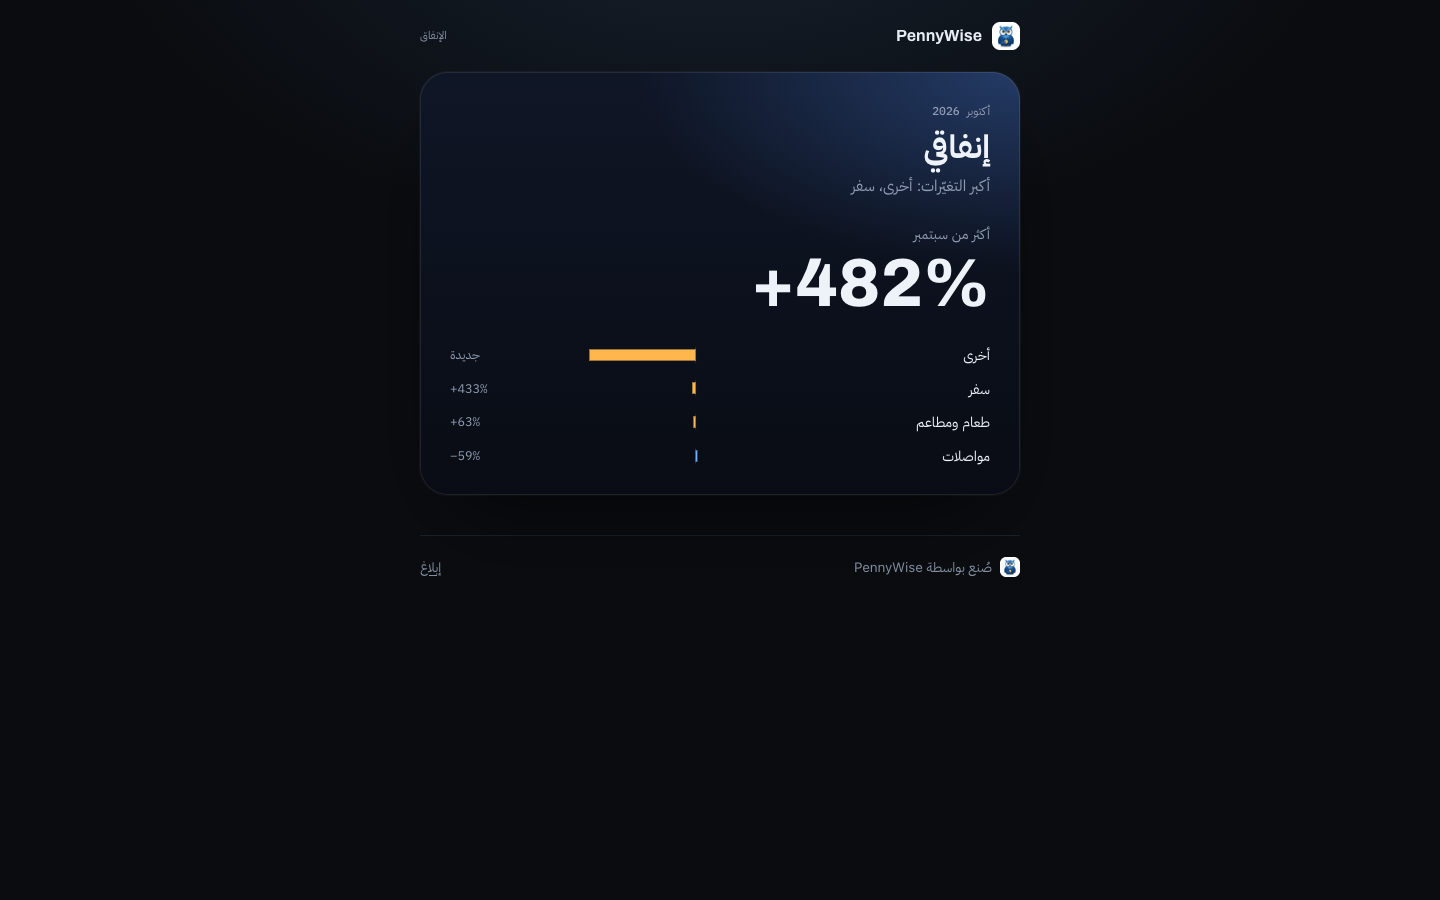 PennyWise
الإنفاق
أكتوبر 2026
إنفاقي
أكبر التغيّرات: أخرى، سفر
أكثر من سبتمبر
+482%
أخرى جديدة
سفر +433%
طعام ومطاعم +63%
مواصلات −59%
صُنع بواسطة PennyWise
إبلاغ